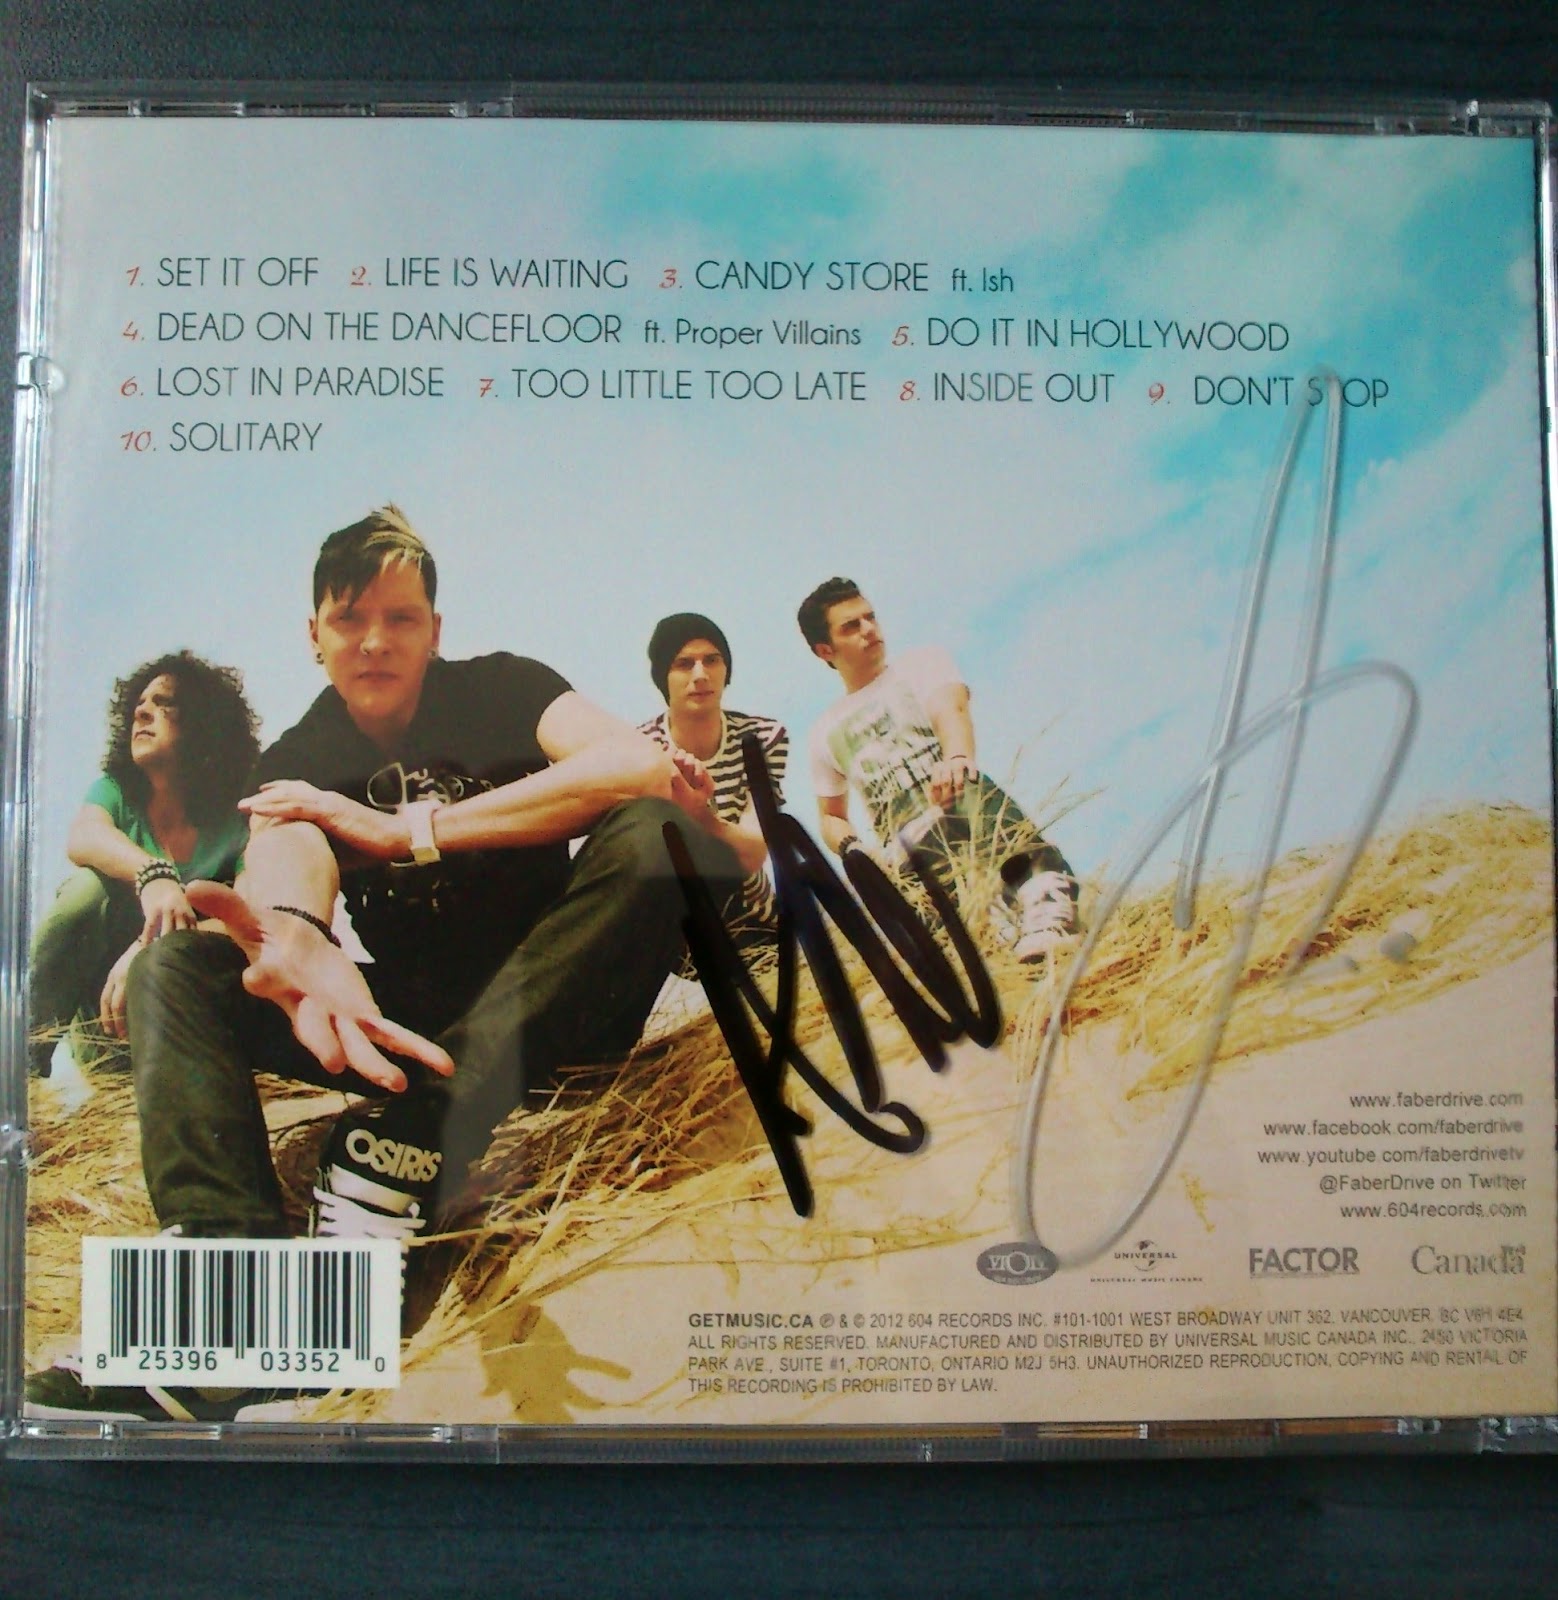 1. SET IT OFF 2. LIFE IS WAITING 3. CANDY STORE ft. Ish
4. DEAD ON THE DANCEFLOOR ft. Proper Villains 5. DO IT IN HOLLYWOOD
6. LOST IN PARADISE 7. TOO LITTLE TOO LATE 8. INSIDE OUT 9. DON'T STOP
10. SOLITARY
OSIRIS
www.faberdrive.com
www.facebook.com/faberdrive
www.youtube.com/faberdrivetv
@FaberDrive on Twitter
www.604records.com
UNIVERSAL
UNIVERSAL MUSIC CANADA
FACTOR
Canada
GETMUSIC.CA ℗ & © 2012 604 RECORDS INC. #101-1001 WEST BROADWAY UNIT 362, VANCOUVER, BC V6H 4E4
ALL RIGHTS RESERVED. MANUFACTURED AND DISTRIBUTED BY UNIVERSAL MUSIC CANADA INC., 2450 VICTORIA
PARK AVE., SUITE #1, TORONTO, ONTARIO M2J 5H3. UNAUTHORIZED REPRODUCTION, COPYING AND RENTAL OF
THIS RECORDING IS PROHIBITED BY LAW.
8 25396 03352 0